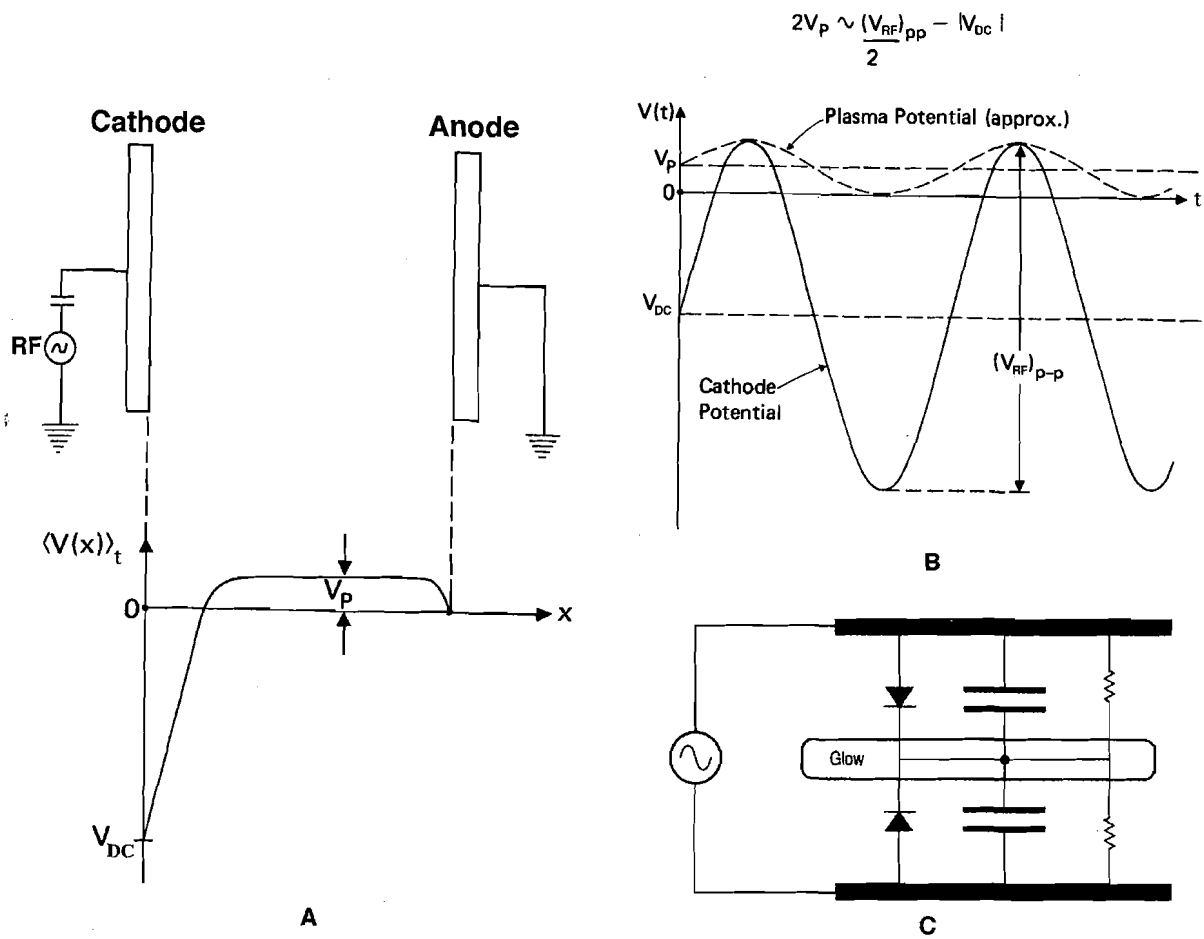 2V_P ~ (V_RF)_pp - |V_DC|
2
Cathode
Anode
RF
⟨V(x)⟩_t
0
V_P
x
V_DC
A
V(t)
Plasma Potential (approx.)
V_P
0
t
V_DC
(V_RF)_p-p
Cathode
Potential
B
Glow
C